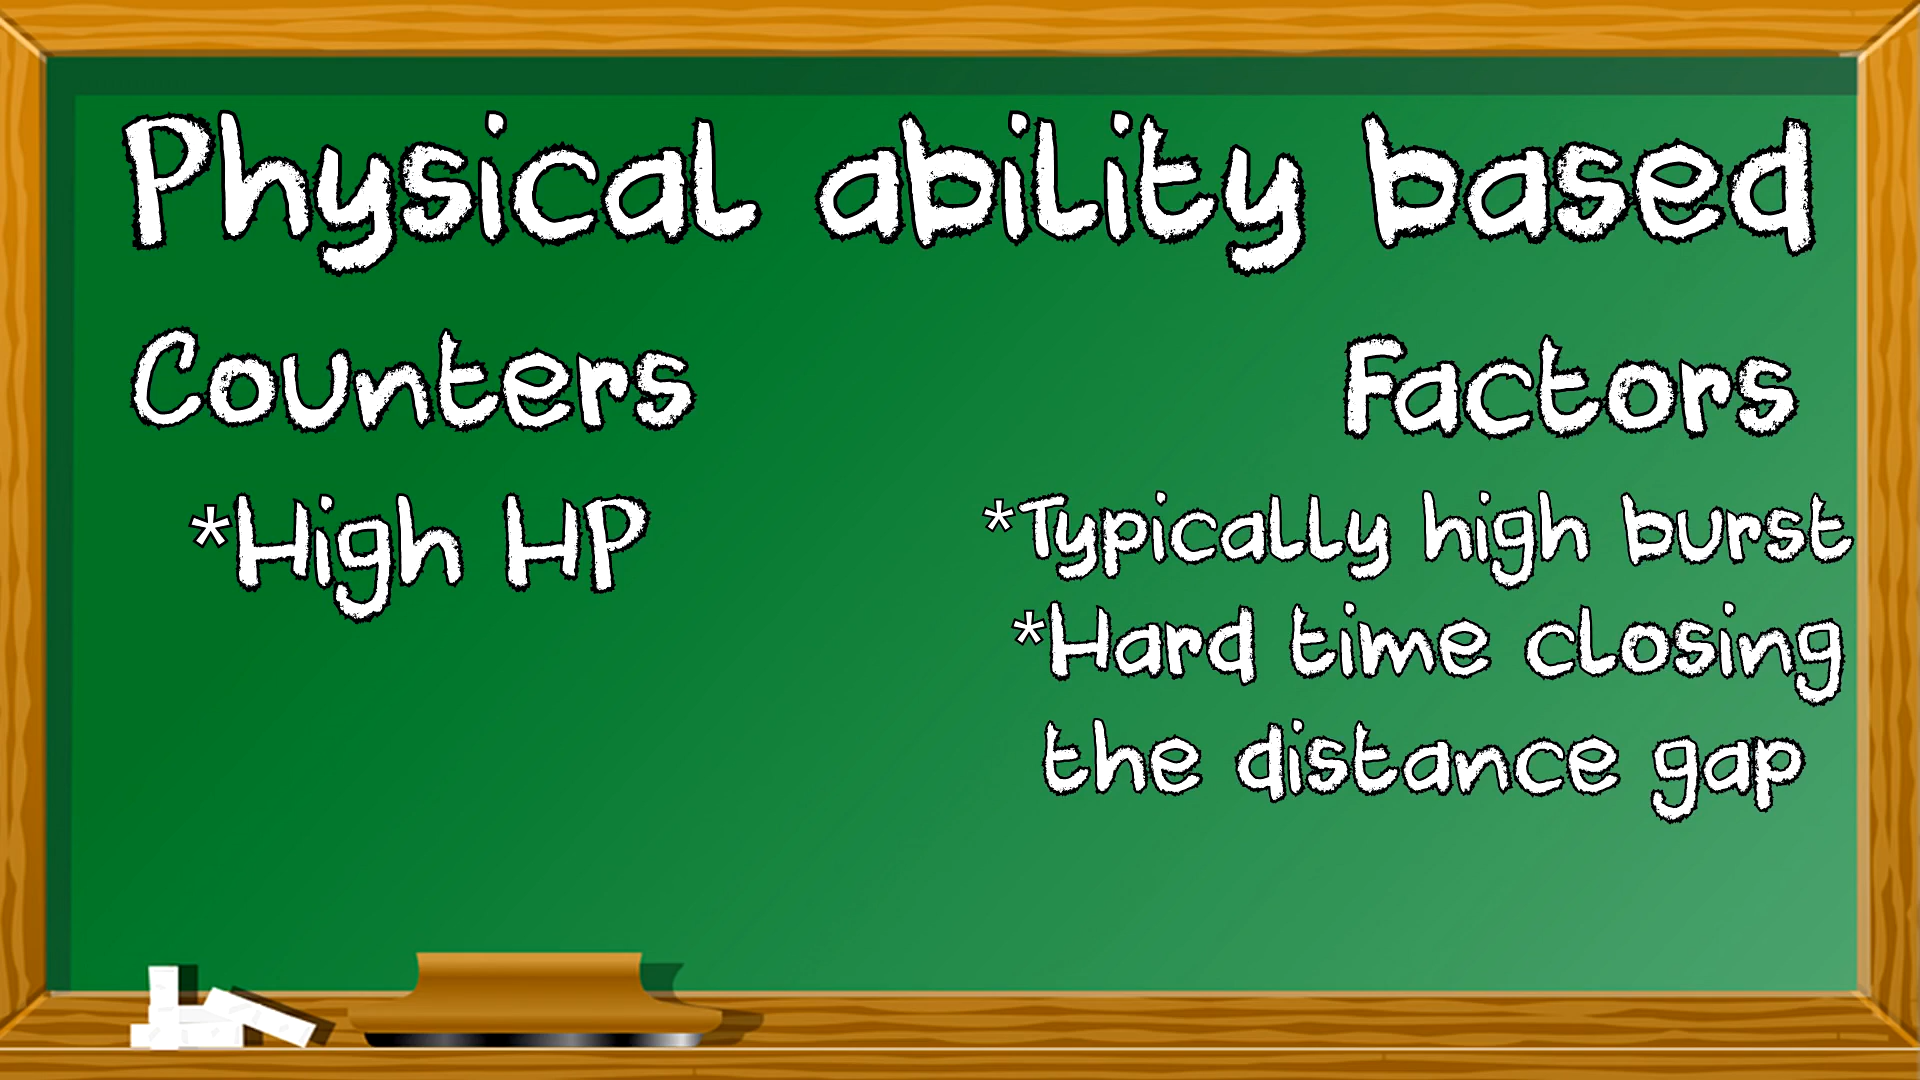 Physical ability based
Counters
*High HP
Factors
*Typically high burst
*Hard time closing
the distance gap